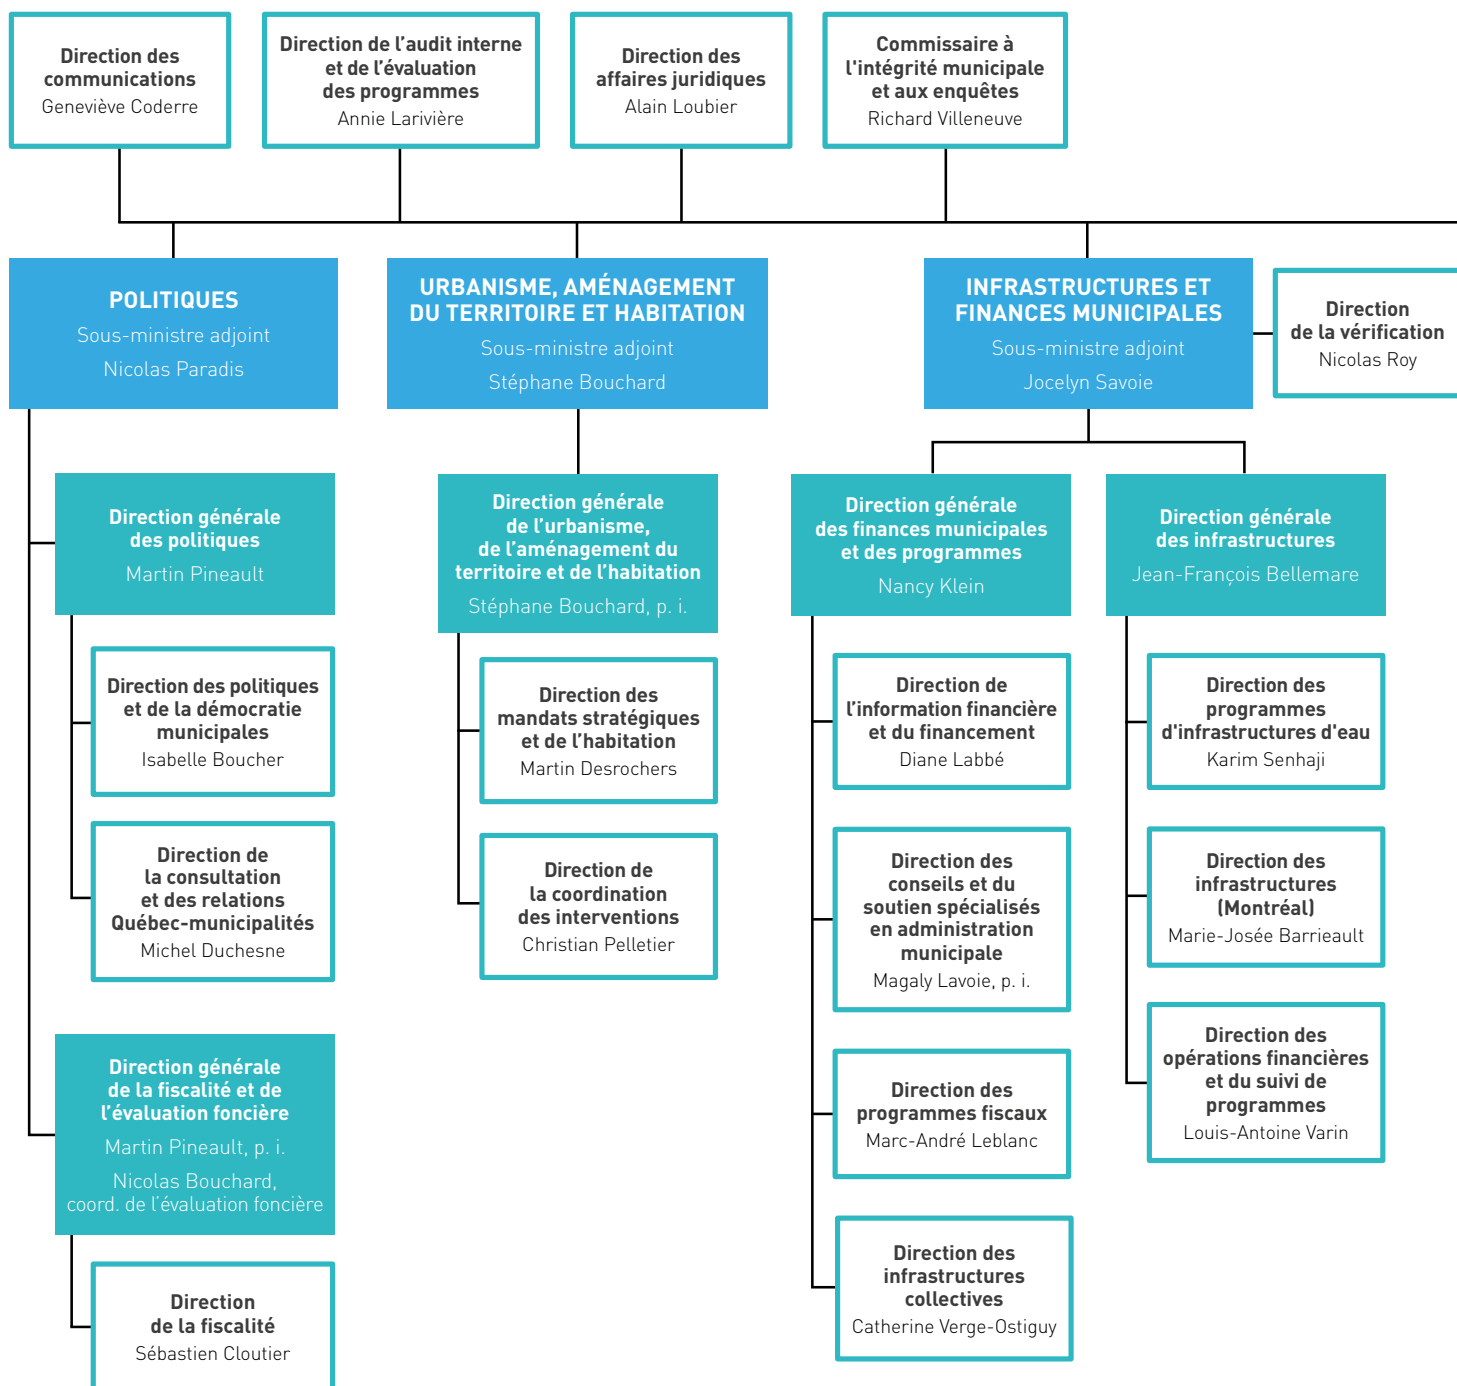 Direction des
communications
Geneviève Coderre
Direction de l’audit interne
et de l’évaluation
des programmes
Annie Larivière
Direction des
affaires juridiques
Alain Loubier
Commissaire à
l'intégrité municipale
et aux enquêtes
Richard Villeneuve
POLITIQUES
Sous-ministre adjoint
Nicolas Paradis
URBANISME, AMÉNAGEMENT
DU TERRITOIRE ET HABITATION
Sous-ministre adjoint
Stéphane Bouchard
INFRASTRUCTURES ET
FINANCES MUNICIPALES
Sous-ministre adjoint
Jocelyn Savoie
Direction
de la vérification
Nicolas Roy
Direction générale
des politiques
Martin Pineault
Direction des politiques
et de la démocratie
municipales
Isabelle Boucher
Direction de
la consultation
et des relations
Québec-municipalités
Michel Duchesne
Direction générale
de la fiscalité et de
l’évaluation foncière
Martin Pineault, p. i.
Nicolas Bouchard,
coord. de l’évaluation foncière
Direction
de la fiscalité
Sébastien Cloutier
Direction générale
de l’urbanisme,
de l’aménagement du
territoire et de l’habitation
Stéphane Bouchard, p. i.
Direction des
mandats stratégiques
et de l’habitation
Martin Desrochers
Direction de
la coordination
des interventions
Christian Pelletier
Direction générale
des finances municipales
et des programmes
Nancy Klein
Direction de
l’information financière
et du financement
Diane Labbé
Direction des
conseils et du
soutien spécialisés
en administration
municipale
Magaly Lavoie, p. i.
Direction des
programmes fiscaux
Marc-André Leblanc
Direction des
infrastructures
collectives
Catherine Verge-Ostiguy
Direction générale
des infrastructures
Jean-François Bellemare
Direction des
programmes
d'infrastructures d'eau
Karim Senhaji
Direction des
infrastructures
(Montréal)
Marie-Josée Barrieault
Direction des
opérations financières
et du suivi de
programmes
Louis-Antoine Varin